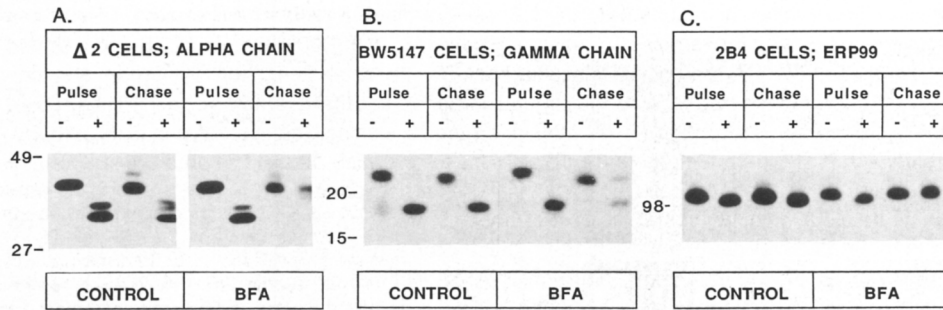 A.
Δ 2 CELLS; ALPHA CHAIN
Pulse Chase Pulse Chase
- + - + - + - +
49-
27-
CONTROL BFA
B.
BW5147 CELLS; GAMMA CHAIN
Pulse Chase Pulse Chase
- + - + - + - +
20-
15-
CONTROL BFA
C.
2B4 CELLS; ERP99
Pulse Chase Pulse Chase
- + - + - + - +
98-
CONTROL BFA